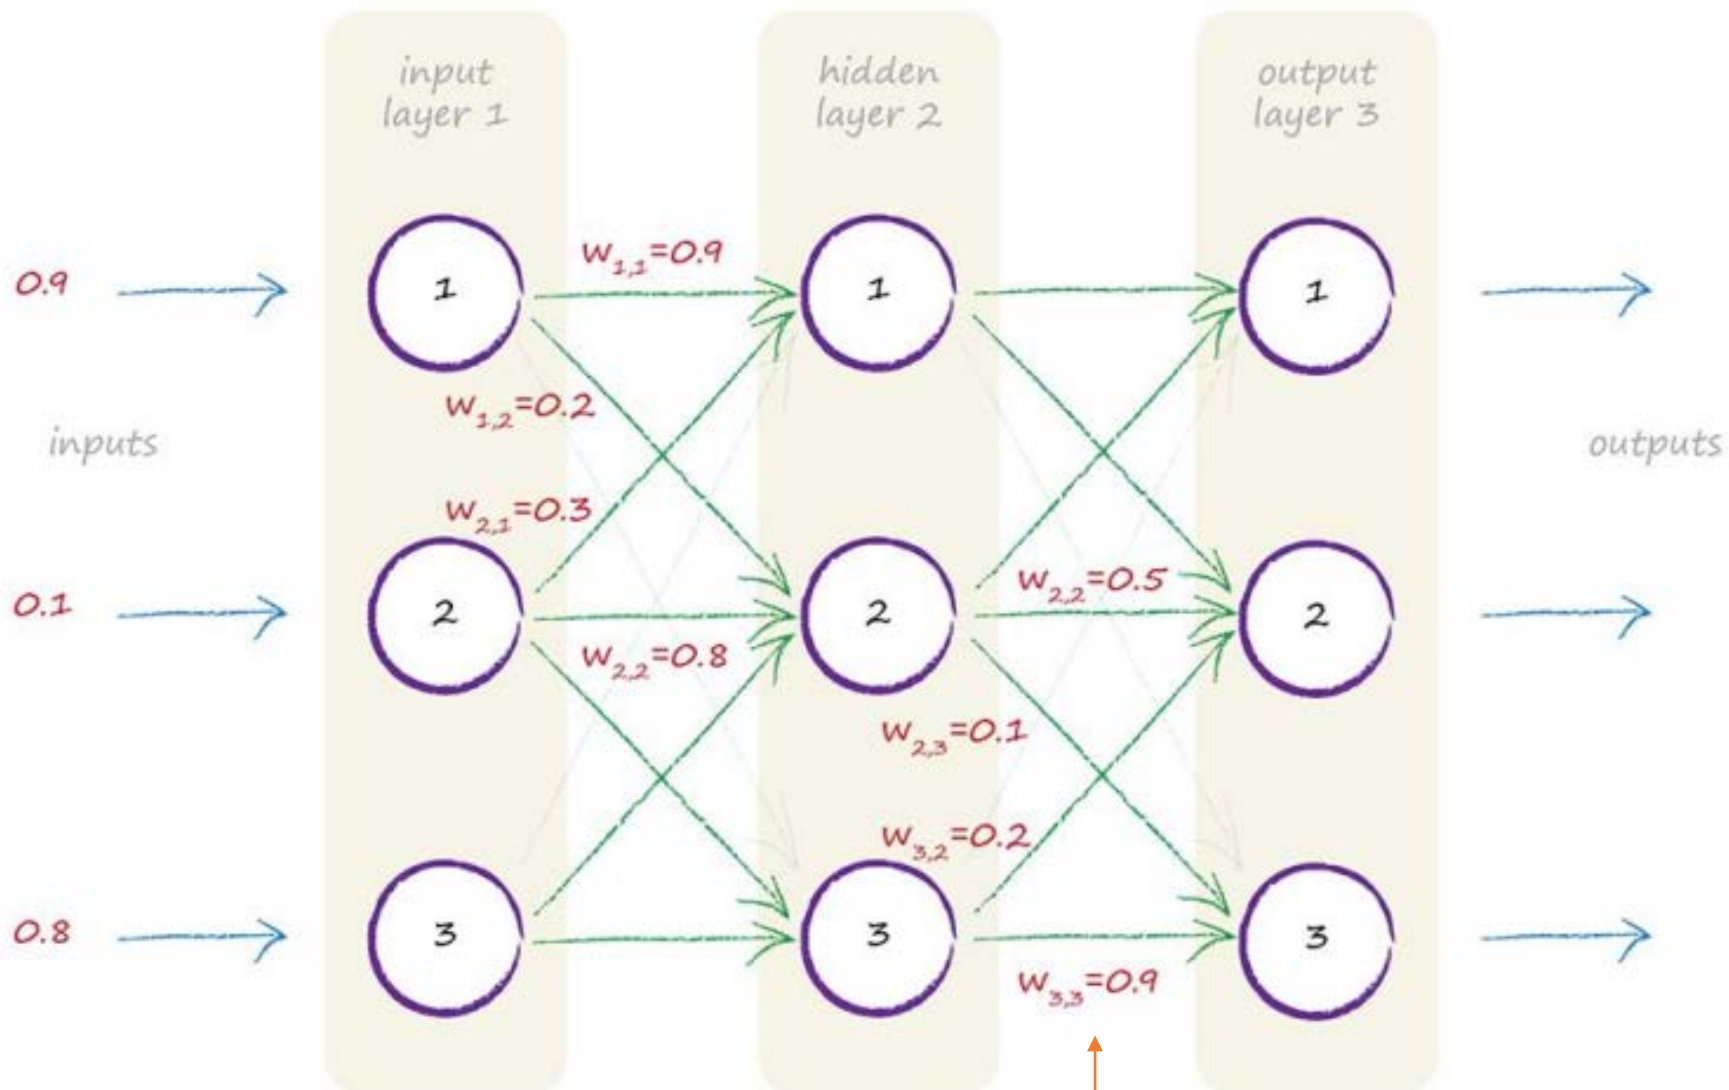 input
layer 1
hidden
layer 2
output
layer 3
w1,1=0.9
0.9
1
1
1
w1,2=0.2
inputs
outputs
w2,1=0.3
w2,2=0.5
0.1
2
2
2
w2,2=0.8
w2,3=0.1
w3,2=0.2
0.8
3
3
3
w3,3=0.9